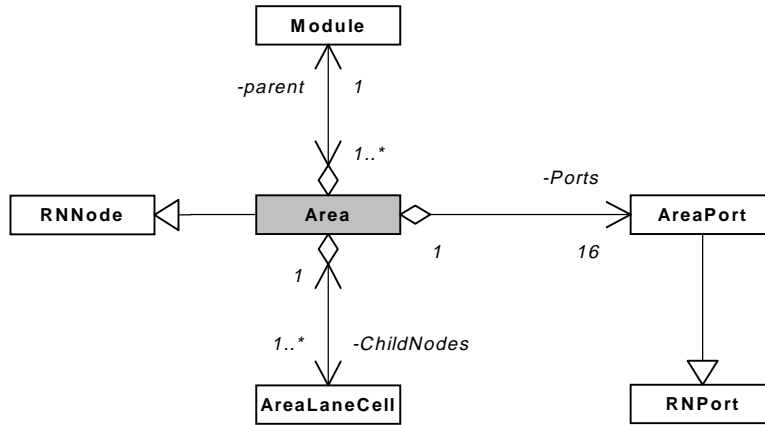 Module
-parent 1
1..*
-Ports
RNNode
Area
AreaPort
1
16
1
1..*
-ChildNodes
AreaLaneCell
RNPort